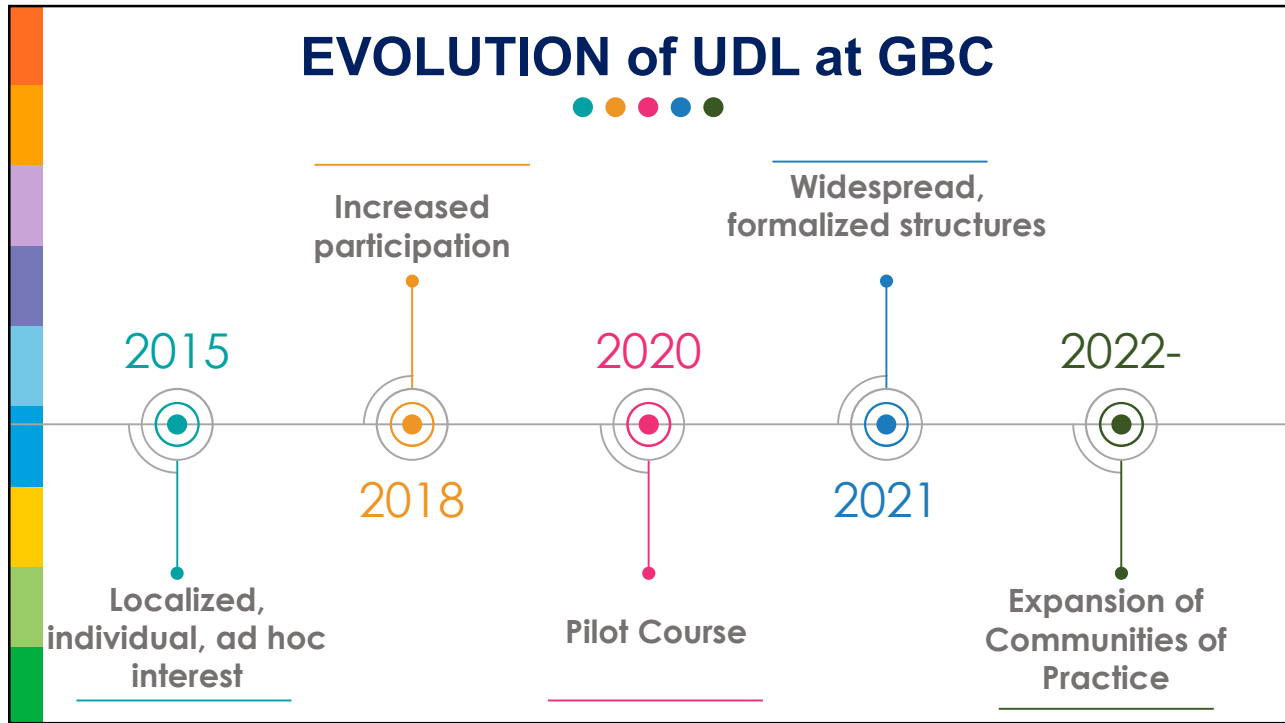 EVOLUTION of UDL at GBC
2015
Localized,
individual, ad hoc
interest
Increased
participation
2018
2020
Pilot Course
Widespread,
formalized structures
2021
2022-
Expansion of
Communities of
Practice